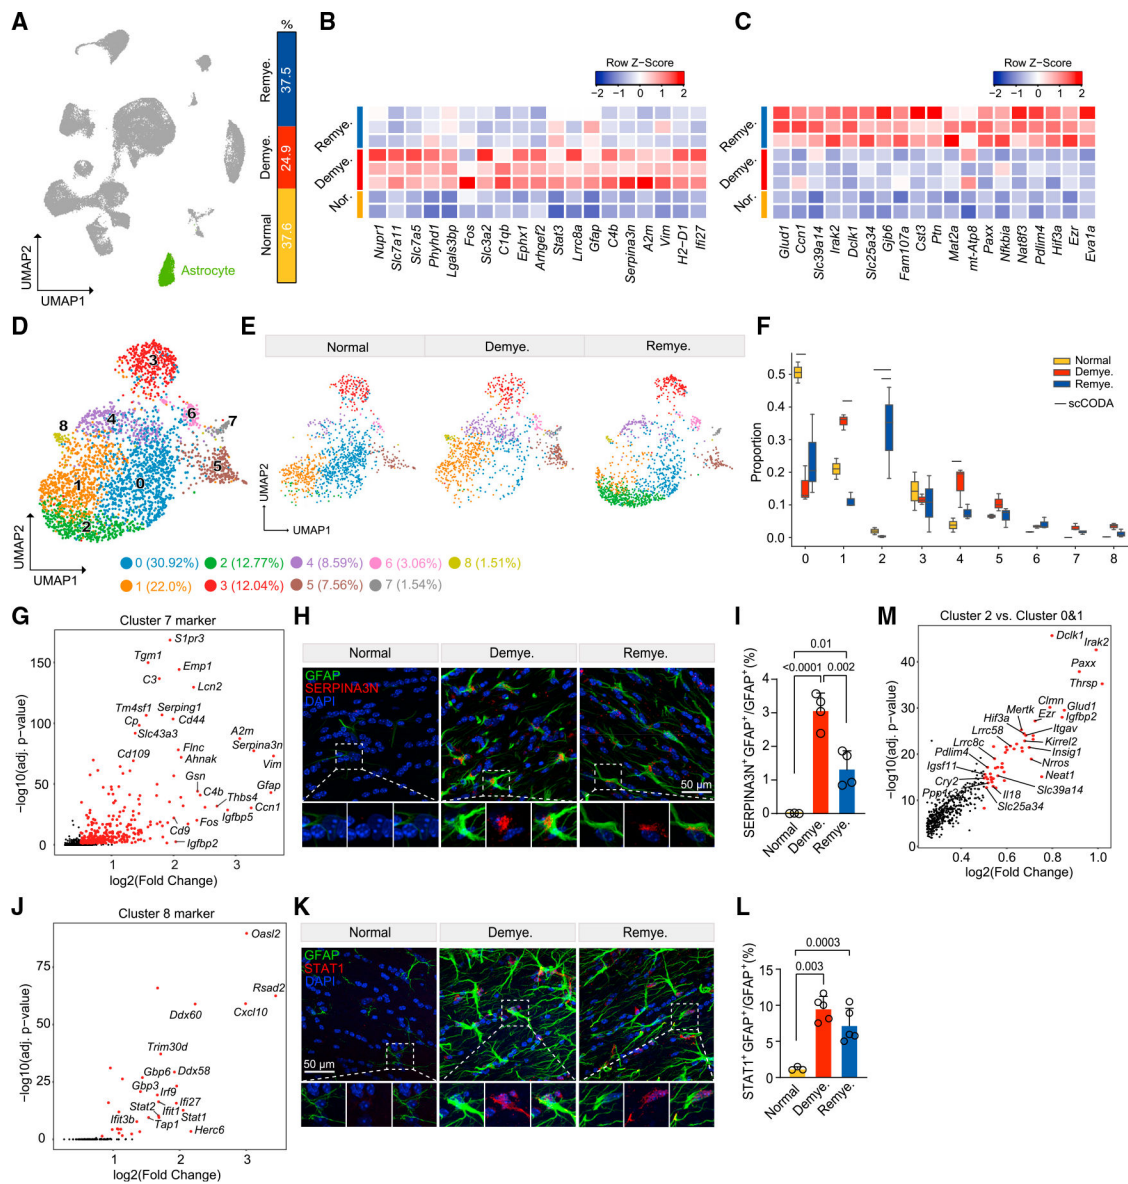 A
%
Remye.
37.5
Demye.
24.9
Normal
37.6
UMAP2
UMAP1
Astrocyte
B
Row Z−Score
−2 −1 0 1 2
Remye.
Demye.
Nor.
Nupr1
Slc7a11
Slc7a5
Phyhd1
Lgals3bp
Fos
Slc3a2
C1qb
Ephx1
Arhgef2
Stat3
Lrrc8a
Gfap
C4b
Serpina3n
A2m
Vim
H2−D1
Ifi27
C
Row Z−Score
−2 −1 0 1 2
Remye.
Demye.
Nor.
Glud1
Ccn1
Slc39a14
Irak2
Dclk1
Slc25a34
Gjb6
Fam107a
Cst3
Ptn
Mat2a
mt-Atp8
Paxx
Nfkbia
Nat8f3
Pdlim4
Hif3a
Ezr
Eva1a
D
3
8
4
6
7
5
1
0
2
UMAP2
UMAP1
E
Normal Demye. Remye.
UMAP2
UMAP1
0 (30.92%) 2 (12.77%) 4 (8.59%) 6 (3.06%) 8 (1.51%)
1 (22.0%) 3 (12.04%) 5 (7.56%) 7 (1.54%)
F
Proportion
0.5
0.4
0.3
0.2
0.1
0.0
0 1 2 3 4 5 6 7 8
Normal
Demye.
Remye.
scCODA
G
Cluster 7 marker
−log10(adj. p−value)
150
100
50
0
1 2 3
log2(Fold Change)
S1pr3
Tgm1
Emp1
C3
Lcn2
Tm4sf1
Serping1
Cp
Cd44
Slc43a3
A2m
Cd109
Flnc
Serpina3n
Ahnak
Vim
Gsn
Gfap
C4b
Thbs4
Ccn1
Fos
Igfbp5
Cd9
Igfbp2
H
Normal Demye. Remye.
GFAP
SERPINA3N
DAPI
50 μm
I
SERPINA3N⁺ GFAP⁺/GFAP⁺(%)
0.01
<0.0001 0.002
5
4
3
2
1
0
Normal
Demye.
Remye.
M
Cluster 2 vs. Cluster 0&1
−log10(adj. p−value)
40
30
20
10
0
0.4 0.6 0.8 1.0
log2(Fold Change)
Dclk1
Irak2
Paxx
Thrsp
Clmn
Glud1
Mertk
Ezr
Igfbp2
Hif3a
Itgav
Lrrc58
Kirrel2
Lrrc8c
Insig1
Pdlim4
Nrros
Igsf11
Neat1
Cry2
Slc39a14
Ppp1r3c
Il18
Slc25a34
J
Cluster 8 marker
−log10(adj. p−value)
75
50
25
0
1 2 3
log2(Fold Change)
Oasl2
Rsad2
Ddx60
Cxcl10
Trim30d
Gbp6
Ddx58
Gbp3
Irf9
Ifi27
Stat2
Ifit1
Stat1
Ifit3b
Tap1
Herc6
K
Normal Demye. Remye.
GFAP
STAT1
DAPI
50 μm
L
STAT1⁺ GFAP⁺/GFAP⁺(%)
0.0003
0.003
15
10
5
0
Normal
Demye.
Remye.